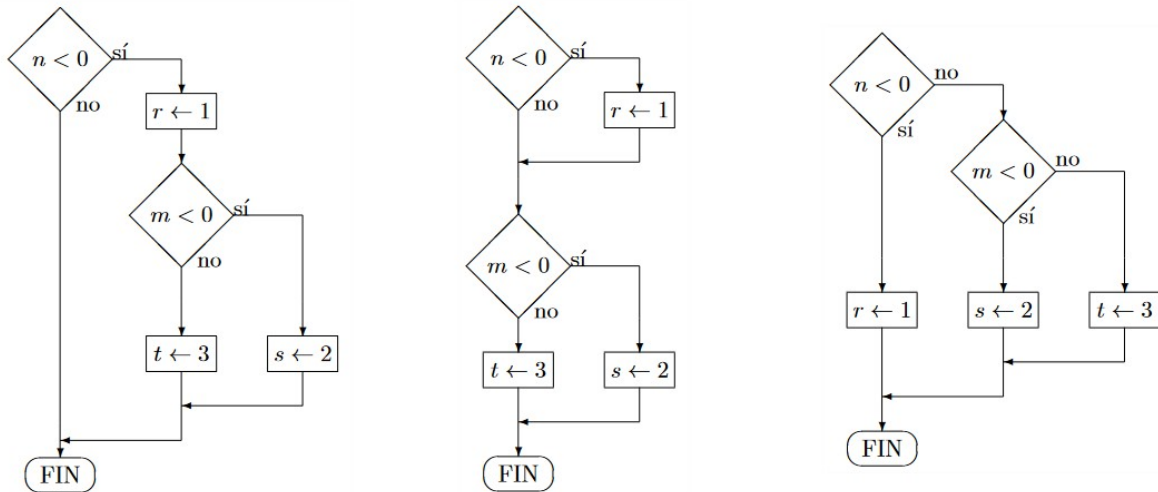 n < 0
sí
no
r ← 1
m < 0
sí
no
t ← 3
s ← 2
FIN
n < 0
sí
no
r ← 1
m < 0
sí
no
t ← 3
s ← 2
FIN
n < 0
no
sí
m < 0
no
sí
r ← 1
s ← 2
t ← 3
FIN